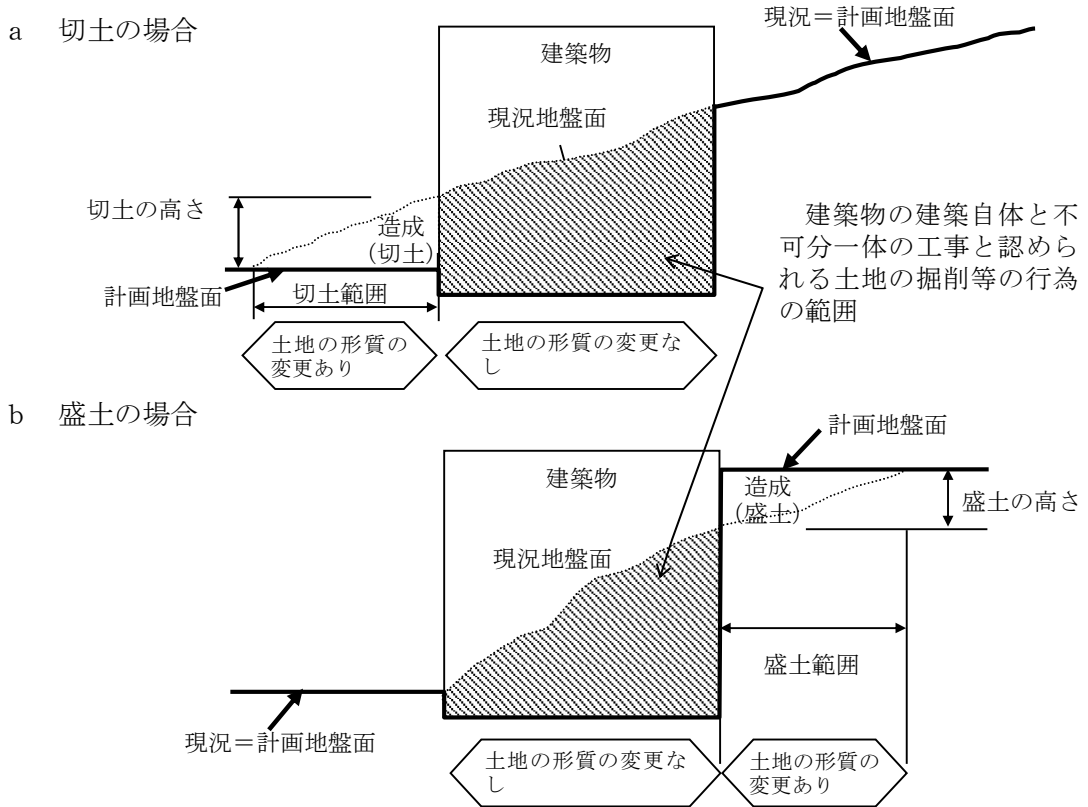 a 切土の場合
現況＝計画地盤面
建築物
現況地盤面
切土の高さ
造成
(切土)
計画地盤面
切土範囲
建築物の建築自体と不
可分一体の工事と認めら
れる土地の掘削等の行為
の範囲
土地の形質の
変更あり
土地の形質の変更な
し
b 盛土の場合
計画地盤面
建築物
造成
(盛土)
盛土の高さ
現況地盤面
盛土範囲
現況＝計画地盤面
土地の形質の変更な
し
土地の形質の
変更あり